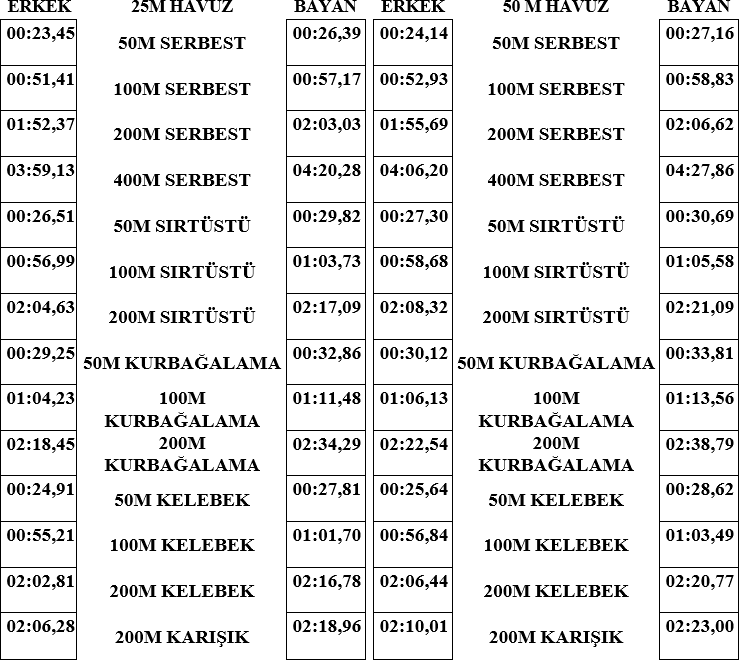 ERKEK 25M HAVUZ BAYAN ERKEK 50 M HAVUZ BAYAN
00:23,45 50M SERBEST 00:26,39 00:24,14 50M SERBEST 00:27,16
00:51,41 100M SERBEST 00:57,17 00:52,93 100M SERBEST 00:58,83
01:52,37 200M SERBEST 02:03,03 01:55,69 200M SERBEST 02:06,62
03:59,13 400M SERBEST 04:20,28 04:06,20 400M SERBEST 04:27,86
00:26,51 50M SIRTÜSTÜ 00:29,82 00:27,30 50M SIRTÜSTÜ 00:30,69
00:56,99 100M SIRTÜSTÜ 01:03,73 00:58,68 100M SIRTÜSTÜ 01:05,58
02:04,63 200M SIRTÜSTÜ 02:17,09 02:08,32 200M SIRTÜSTÜ 02:21,09
00:29,25 50M KURBAĞALAMA 00:32,86 00:30,12 50M KURBAĞALAMA 00:33,81
01:04,23 100M 01:11,48 01:06,13 100M 01:13,56
KURBAĞALAMA KURBAĞALAMA
02:18,45 200M 02:34,29 02:22,54 200M 02:38,79
KURBAĞALAMA KURBAĞALAMA
00:24,91 50M KELEBEK 00:27,81 00:25,64 50M KELEBEK 00:28,62
00:55,21 100M KELEBEK 01:01,70 00:56,84 100M KELEBEK 01:03,49
02:02,81 200M KELEBEK 02:16,78 02:06,44 200M KELEBEK 02:20,77
02:06,28 200M KARIŞIK 02:18,96 02:10,01 200M KARIŞIK 02:23,00